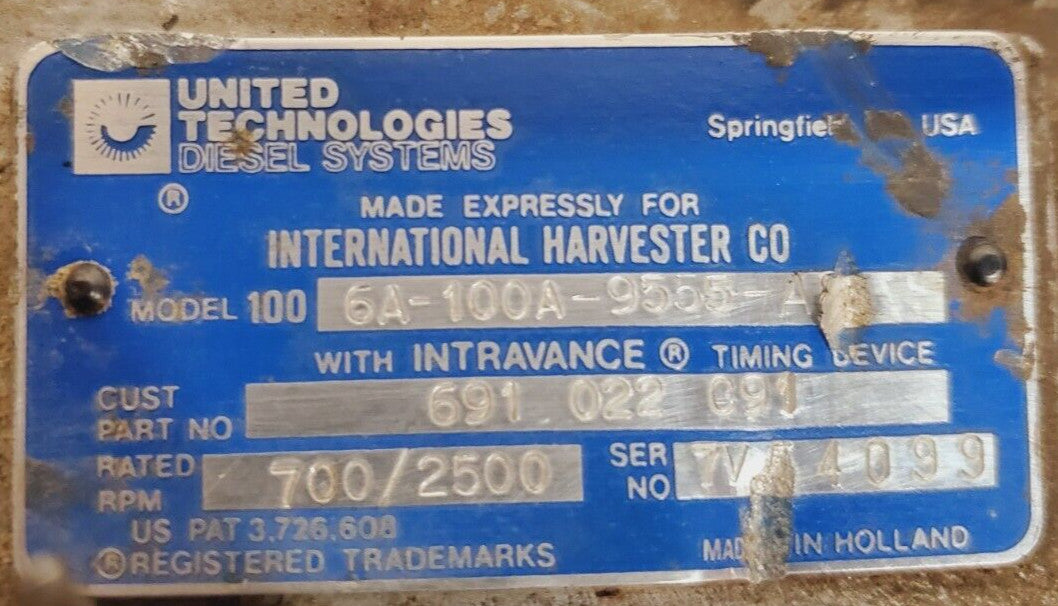 UNITED
TECHNOLOGIES
DIESEL SYSTEMS
®
USA
MADE EXPRESSLY FOR
INTERNATIONAL HARVESTER CO
MODEL 100 6A-100A-9555-A
WITH INTRAVANCE ® TIMING DEVICE
CUST
PART NO 691 022 C91
RATED
RPM 700/2500
SER
NO 4099
US PAT 3,726,608
® REGISTERED TRADEMARKS
IN HOLLAND